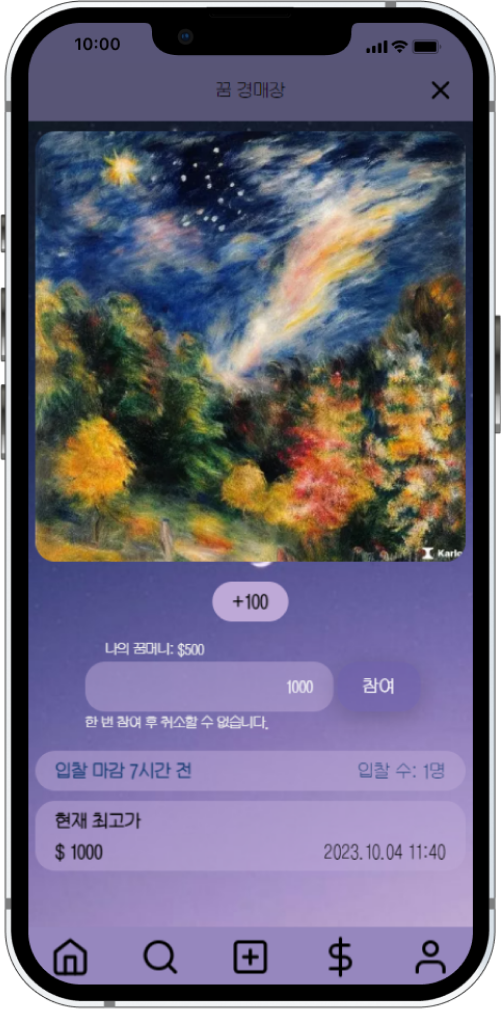 10:00
꿈 경매장
Karlo
+100
나의 꿈머니: $500
1000
참여
한 번 참여 후 취소할 수 없습니다.
입찰 마감 7시간 전
입찰 수: 1명
현재 최고가
$ 1000
2023.10.04 11:40